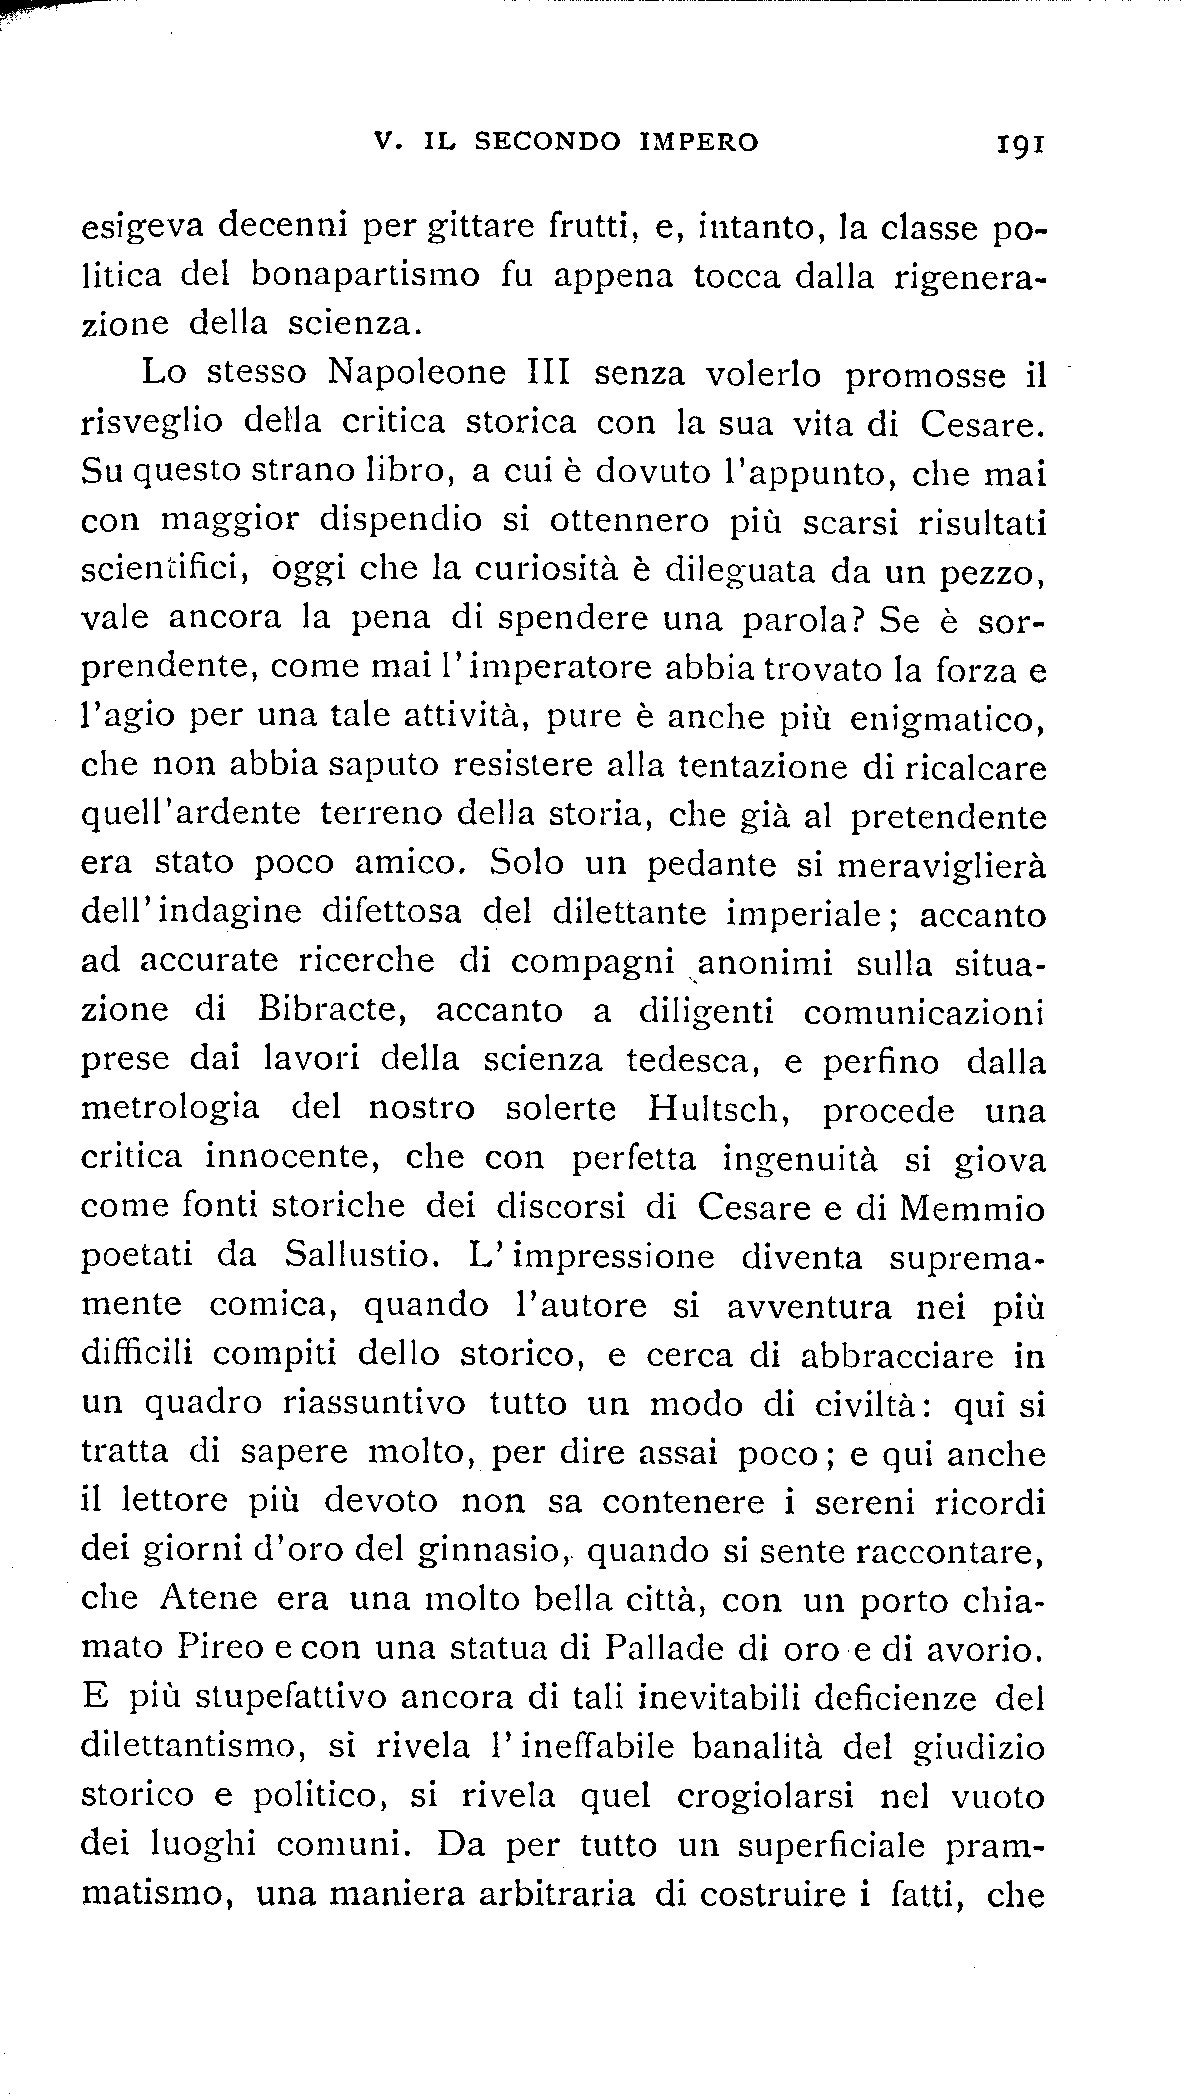 V. IL SECONDO IMPERO 191
esigeva decenni per gittare frutti, e, intanto, la classe po-
litica del bonapartismo fu appena tocca dalla rigenera-
zione della scienza.
Lo stesso Napoleone III senza volerlo promosse il
risveglio della critica storica con la sua vita di Cesare.
Su questo strano libro, a cui è dovuto l'appunto, che mai
con maggior dispendio si ottennero più scarsi risultati
scientifici, oggi che la curiosità è dileguata da un pezzo,
vale ancora la pena di spendere una parola? Se è sor-
prendente, come mai l'imperatore abbia trovato la forza e
l'agio per una tale attività, pure è anche più enigmatico,
che non abbia saputo resistere alla tentazione di ricalcare
quell'ardente terreno della storia, che già al pretendente
era stato poco amico. Solo un pedante si meraviglierà
dell'indagine difettosa del dilettante imperiale; accanto
ad accurate ricerche di compagni anonimi sulla situa-
zione di Bibracte, accanto a diligenti comunicazioni
prese dai lavori della scienza tedesca, e perfino dalla
metrologia del nostro solerte Hultsch, procede una
critica innocente, che con perfetta ingenuità si giova
come fonti storiche dei discorsi di Cesare e di Memmio
poetati da Sallustio. L'impressione diventa suprema-
mente comica, quando l'autore si avventura nei più
difficili compiti dello storico, e cerca di abbracciare in
un quadro riassuntivo tutto un modo di civiltà: qui si
tratta di sapere molto, per dire assai poco; e qui anche
il lettore più devoto non sa contenere i sereni ricordi
dei giorni d'oro del ginnasio, quando si sente raccontare,
che Atene era una molto bella città, con un porto chia-
mato Pireo e con una statua di Pallade di oro e di avorio.
E più stupefattivo ancora di tali inevitabili deficienze del
dilettantismo, si rivela l'ineffabile banalità del giudizio
storico e politico, si rivela quel crogiolarsi nel vuoto
dei luoghi comuni. Da per tutto un superficiale pram-
matismo, una maniera arbitraria di costruire i fatti, che